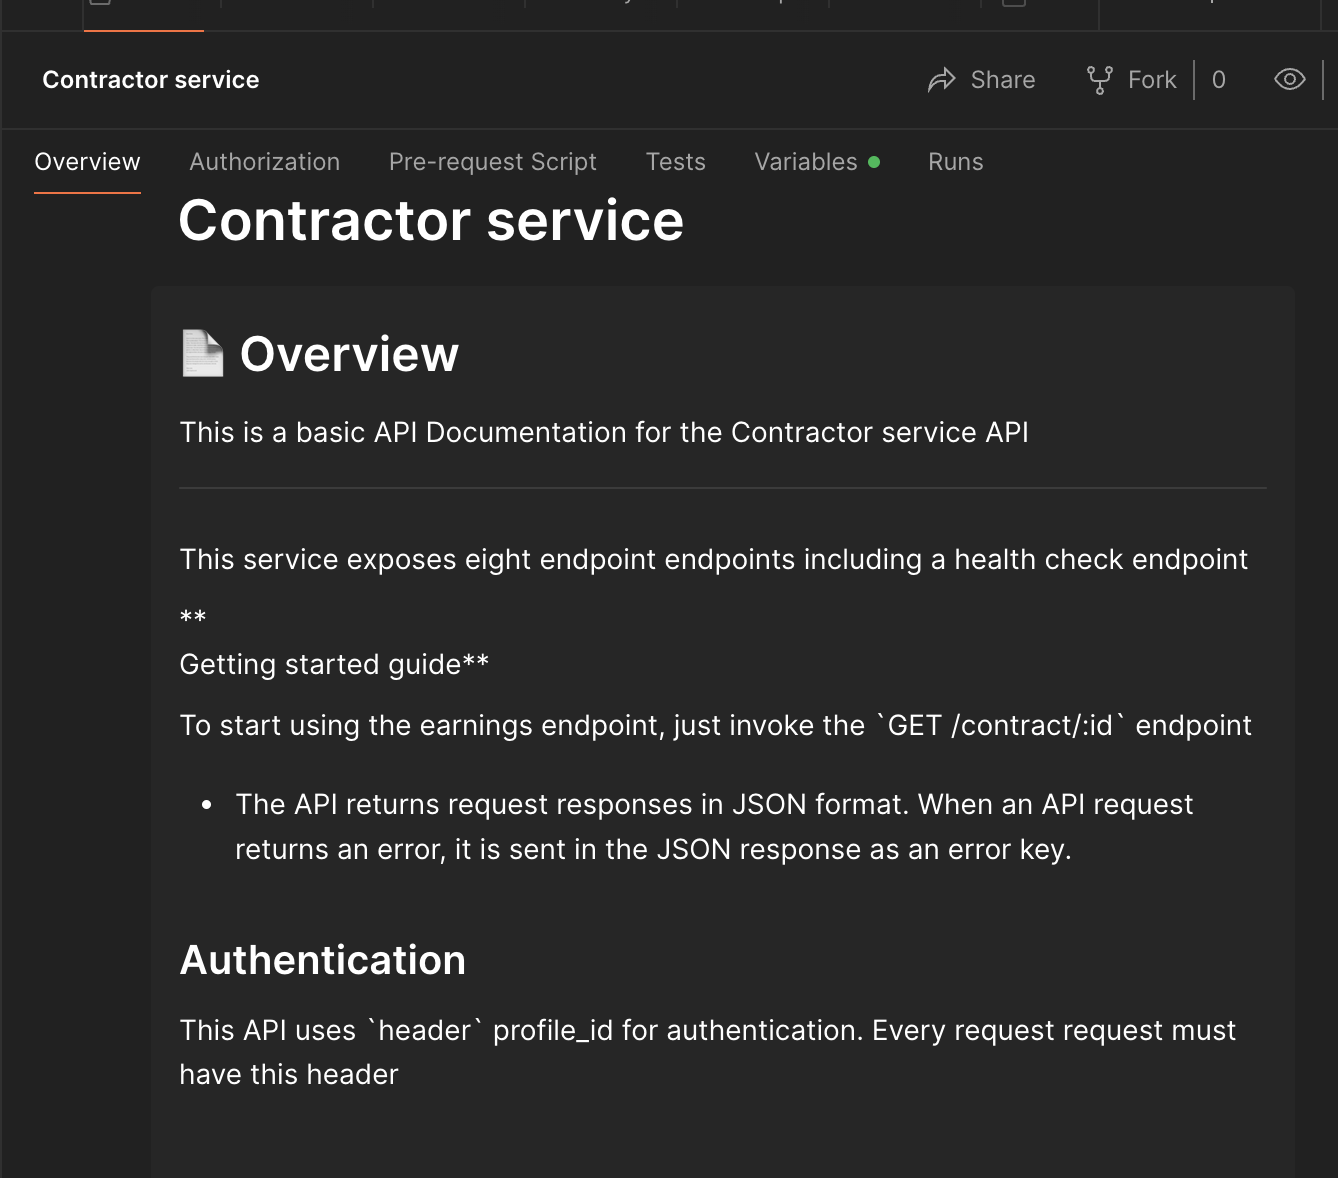 Contractor service
Share
Fork
0
Overview
Authorization
Pre-request Script
Tests
Variables
Runs
Contractor service
Overview
This is a basic API Documentation for the Contractor service API
This service exposes eight endpoint endpoints including a health check endpoint
**
Getting started guide**
To start using the earnings endpoint, just invoke the `GET /contract/:id` endpoint
• The API returns request responses in JSON format. When an API request
returns an error, it is sent in the JSON response as an error key.
Authentication
This API uses `header` profile_id for authentication. Every request request must
have this header